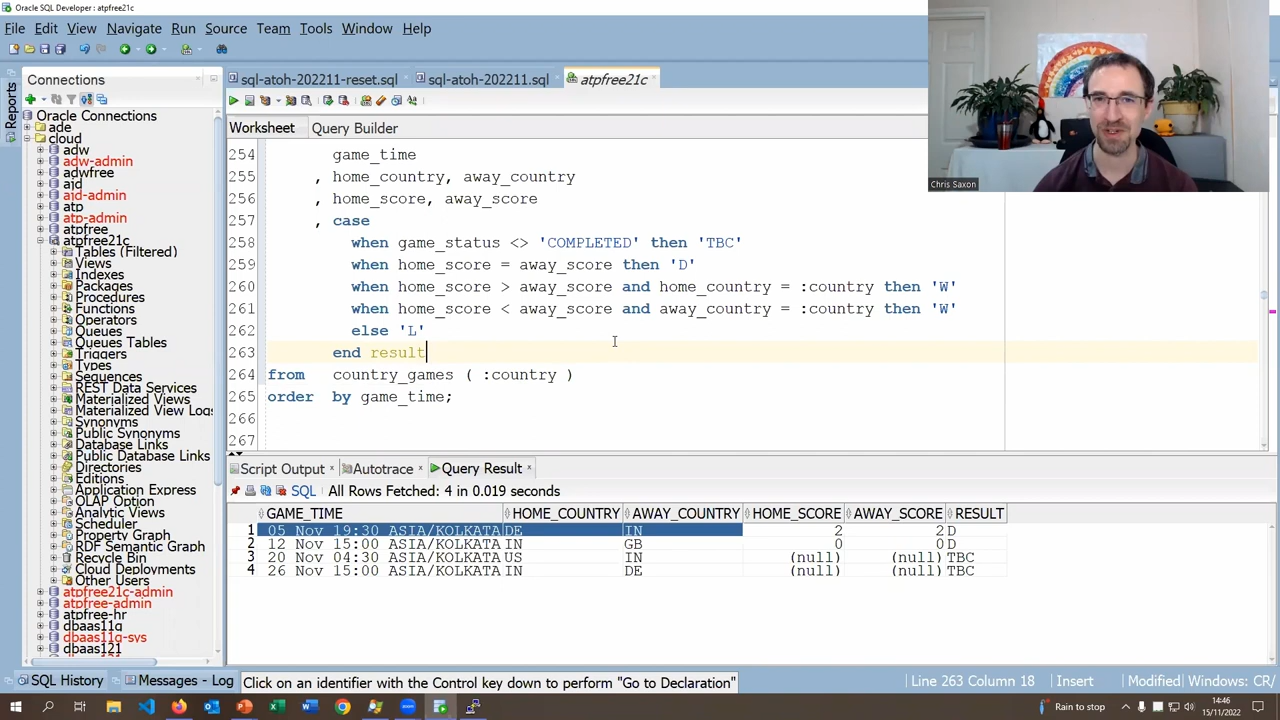 Oracle SQL Developer : atpfree21c
File Edit View Navigate Run Source Team Tools Window Help
Connections
sql-atoh-202211-reset.sql
sql-atoh-202211.sql
atpfree21c
Reports
Oracle Connections
ade
cloud
adw
adw-admin
adwfree
ajd
ajd-admin
atp
atp-admin
atpfree
atpfree21c
Tables (Filtered)
Views
Indexes
Packages
Procedures
Functions
Operators
Queues
Queues Tables
Triggers
Types
Sequences
REST Data Services
Materialized Views
Materialized View Logs
Synonyms
Public Synonyms
Database Links
Public Database Links
Directories
Editions
Application Express
OLAP Option
Analytic Views
Scheduler
Property Graph
RDF Semantic Graph
Recycle Bin
Cloud Deployments
Other Users
atpfree21c-admin
atpfree-admin
atpfree-hr
dbaas11g
dbaas11g-sys
dbaas121
Worksheet Query Builder
254 game_time
255 , home_country, away_country
256 , home_score, away_score
257 , case
258 when game_status <> 'COMPLETED' then 'TBC'
259 when home_score = away_score then 'D'
260 when home_score > away_score and home_country = :country then 'W'
261 when home_score < away_score and away_country = :country then 'W'
262 else 'L'
263 end result
264 from country_games ( :country )
265 order by game_time;
266
267
Chris Saxon
Script Output Autotrace Query Result
SQL All Rows Fetched: 4 in 0.019 seconds
GAME_TIME HOME_COUNTRY AWAY_COUNTRY HOME_SCORE AWAY_SCORE RESULT
1 05 Nov 19:30 ASIA/KOLKATA DE IN 2 2 D
2 12 Nov 15:00 ASIA/KOLKATA IN GB 0 0 D
3 20 Nov 04:30 ASIA/KOLKATA US IN (null) (null) TBC
4 26 Nov 15:00 ASIA/KOLKATA IN DE (null) (null) TBC
SQL History Messages - Log Click on an identifier with the Control key down to perform "Go to Declaration" Line 263 Column 18 Insert Modified Windows: CR/
Rain to stop
14:46
15/11/2022